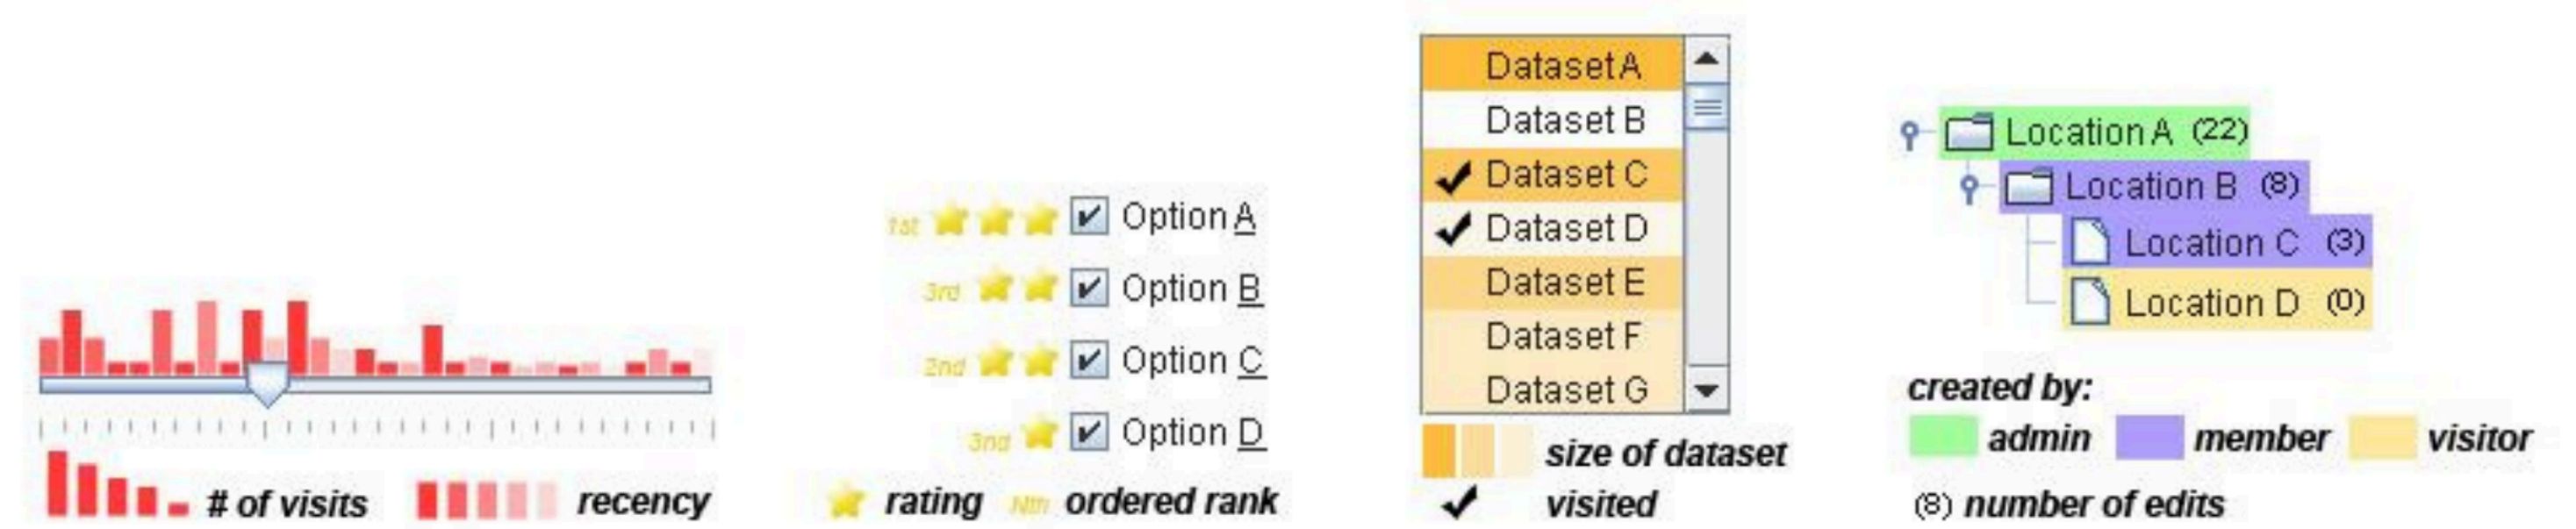 # of visits
recency
1st Option A
3rd Option B
2nd Option C
3nd Option D
rating Nth ordered rank
Dataset A
Dataset B
Dataset C
Dataset D
Dataset E
Dataset F
Dataset G
size of dataset
visited
Location A (22)
Location B (8)
Location C (3)
Location D (0)
created by:
admin member visitor
(8) number of edits